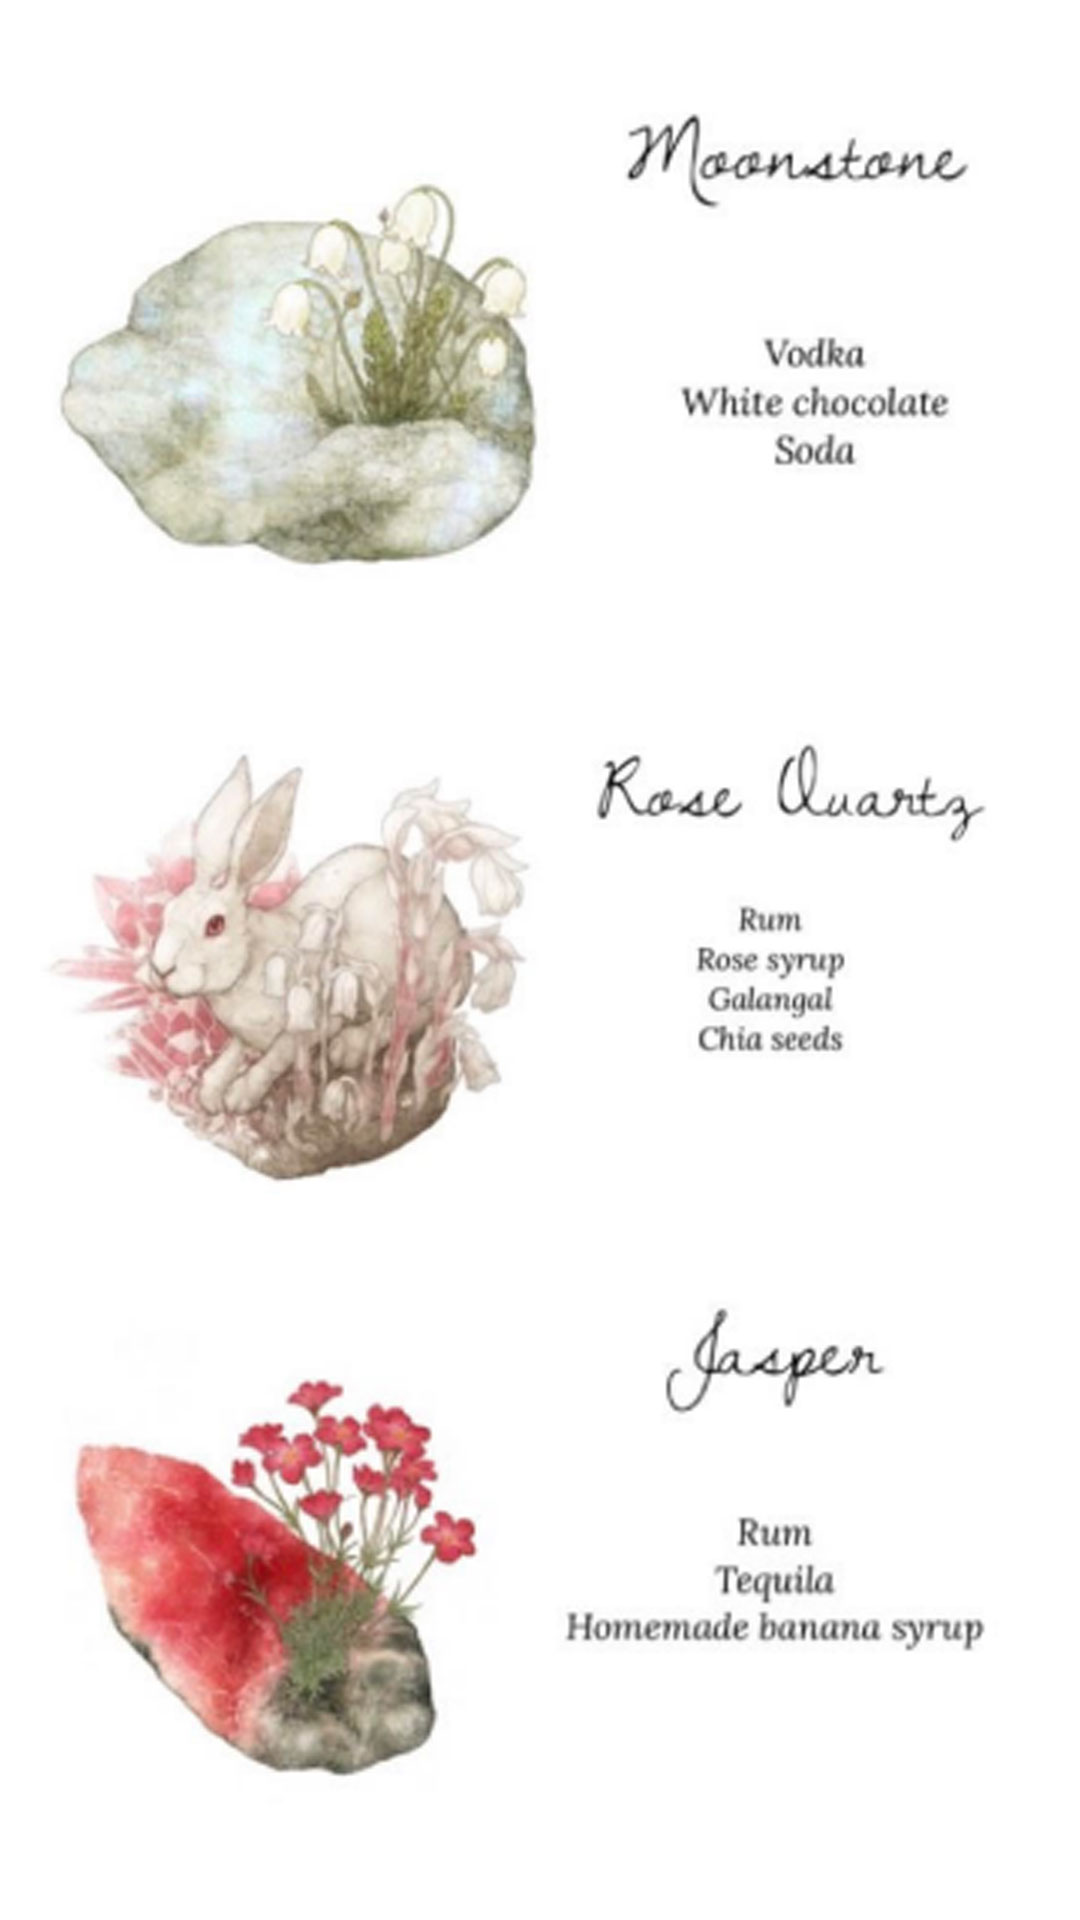 Moonstone
Vodka
White chocolate
Soda
Rose Quartz
Rum
Rose syrup
Galangal
Chia seeds
Jasper
Rum
Tequila
Homemade banana syrup